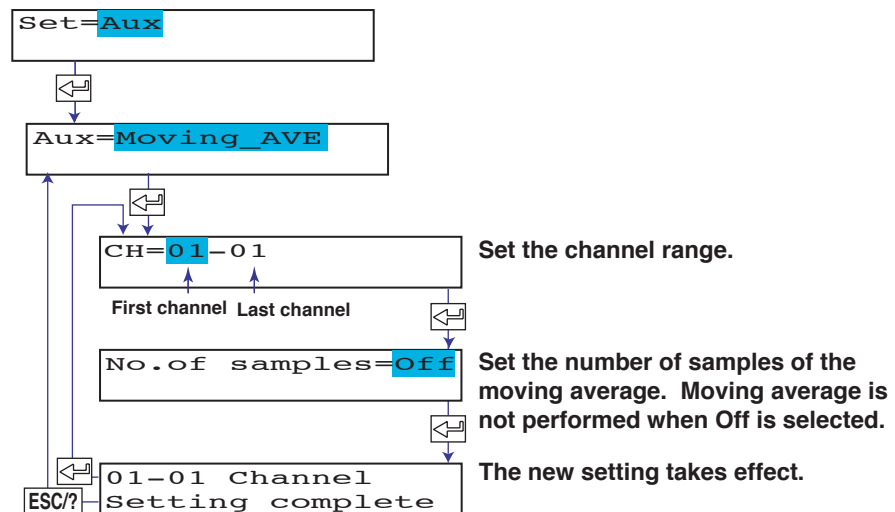 Set=Aux
Aux=Moving_AVE
CH=01-01
Set the channel range.
First channel Last channel
No.of samples=Off
Set the number of samples of the
moving average. Moving average is
not performed when Off is selected.
01-01 Channel
Setting complete
The new setting takes effect.
ESC/?